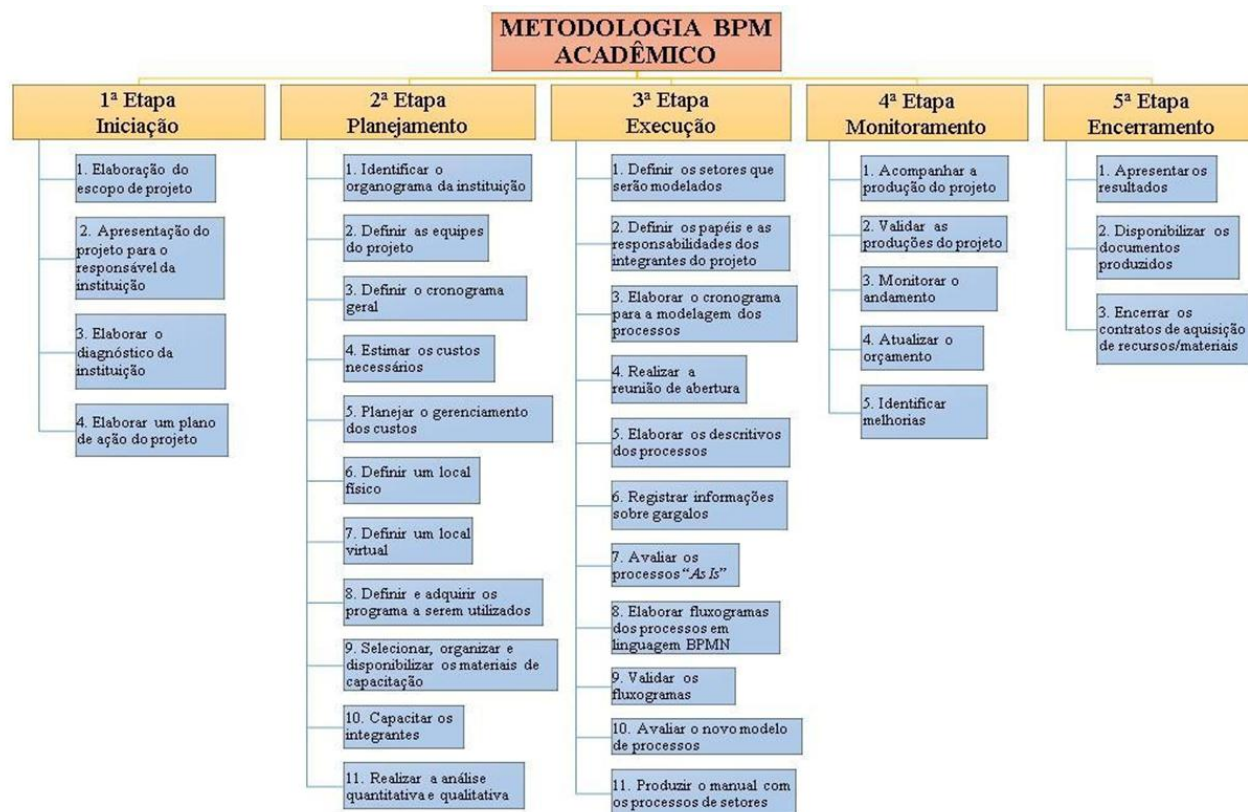 METODOLOGIA BPM
ACADÊMICO
1ª Etapa
Iniciação
1. Elaboração do
escopo de projeto
2. Apresentação do
projeto para o
responsável da
instituição
3. Elaborar o
diagnóstico da
instituição
4. Elaborar um plano
de ação do projeto
2ª Etapa
Planejamento
1. Identificar o
organograma da instituição
2. Definir as equipes
do projeto
3. Definir o cronograma
geral
4. Estimar os custos
necessários
5. Planejar o gerenciamento
dos custos
6. Definir um local
físico
7. Definir um local
virtual
8. Definir e adquirir os
programa a serem utilizados
9. Selecionar, organizar e
disponibilizar os materiais de
capacitação
10. Capacitar os
integrantes
11. Realizar a análise
quantitativa e qualitativa
3ª Etapa
Execução
1. Definir os setores que
serão modelados
2. Definir os papéis e as
responsabilidades dos
integrantes do projeto
3. Elaborar o cronograma
para a modelagem dos
processos
4. Realizar a
reunião de abertura
5. Elaborar os descritivos
dos processos
6. Registrar informações
sobre gargalos
7. Avaliar os
processos “As Is”
8. Elaborar fluxogramas
dos processos em
linguagem BPMN
9. Validar os
fluxogramas
10. Avaliar o novo modelo
de processos
11. Produzir o manual com
os processos de setores
4ª Etapa
Monitoramento
1. Acompanhar a
produção do projeto
2. Validar as
produções do projeto
3. Monitorar o
andamento
4. Atualizar o
orçamento
5. Identificar
melhorias
5ª Etapa
Encerramento
1. Apresentar os
resultados
2. Disponibilizar os
documentos
produzidos
3. Encerrar os
contratos de aquisição
de recursos/materiais